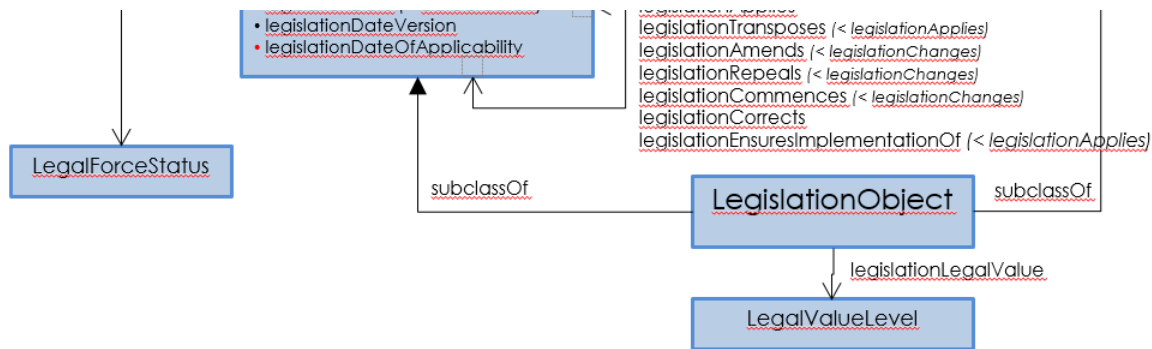 • legislationDateVersion
• legislationDateOfApplicability
legislationApplies
legislationTransposes (< legislationApplies)
legislationAmends (< legislationChanges)
legislationRepeals (< legislationChanges)
legislationCommences (< legislationChanges)
legislationCorrects
legislationEnsuresImplementationOf (< legislationApplies)
LegalForceStatus
subclassOf
LegislationObject
subclassOf
legislationLegalValue
LegalValueLevel